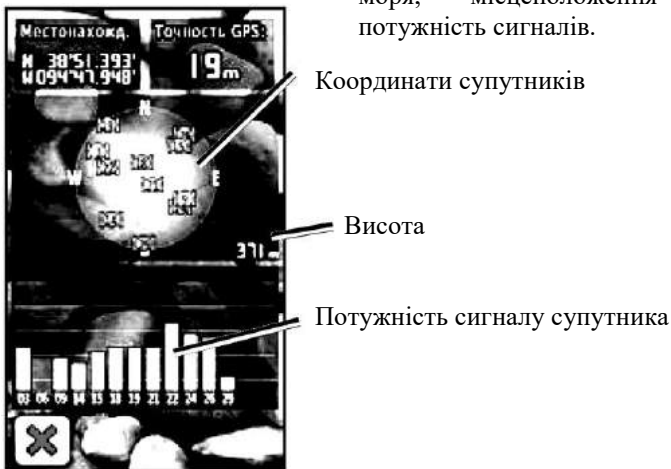 моря, місцеположення
потужність сигналів.
Местонахожд. Точность GPS:
N 38°51.393'
W094°47.948'
19m
Координати супутників
N
W E
Висота
371
Потужність сигналу супутника
03 06 09 14 15 18 19 21 22 24 26 29